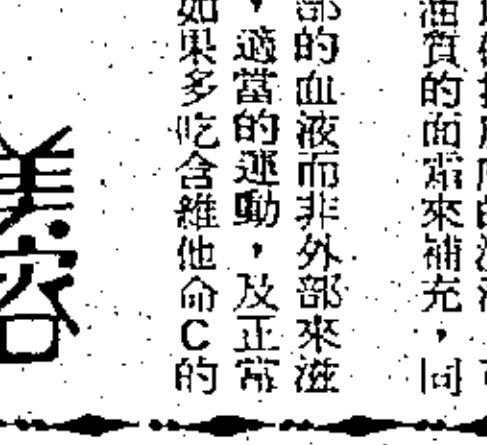 油質的面霜來補充，同
部的血液而非外部來滋
，適當的運動，及正常
如果多吃含維他命C的
美容